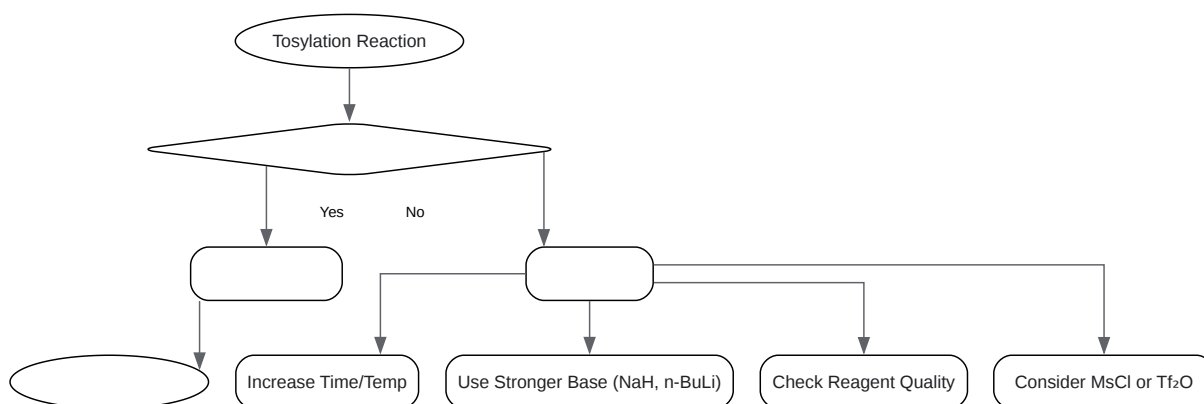 Tosylation Reaction
Yes
No
Increase Time/Temp
Use Stronger Base (NaH, n-BuLi)
Check Reagent Quality
Consider MsCl or Tf₂O